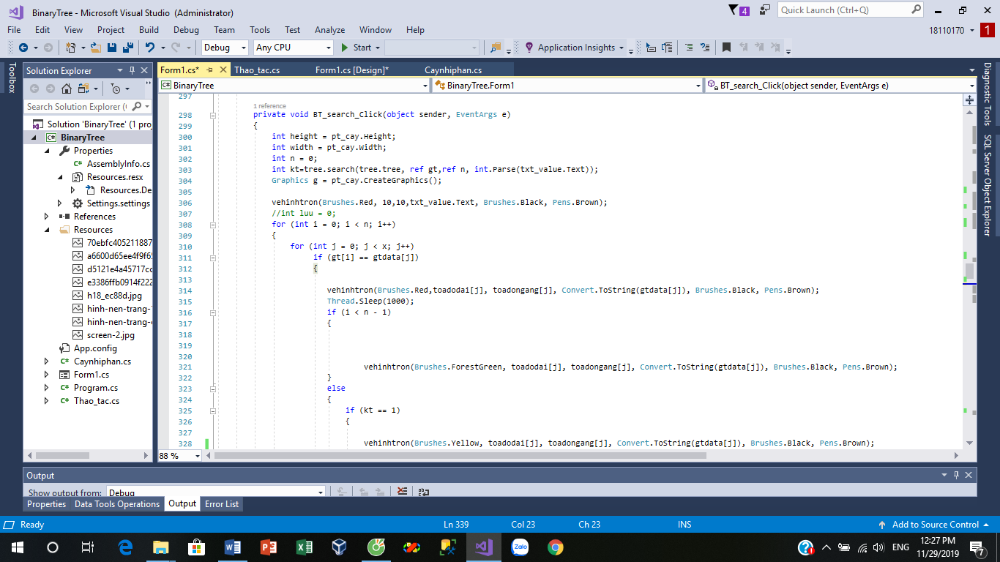 BinaryTree - Microsoft Visual Studio (Administrator)
4
Quick Launch (Ctrl+Q)
File Edit View Project Build Debug Team Tools Test Analyze Window Help
18110170
1
Debug Any CPU Start Application Insights
Toolbox
Solution Explorer
Search Solution Explorer (
Solution 'BinaryTree' (1 proj
BinaryTree
Properties
AssemblyInfo.cs
Resources.resx
Resources.De
Settings.settings
References
Resources
70ebfc405211887
a6600d65ee4f9f65
d5121e4a45717cc
e3386ffb0914f222
h18_ec88d.jpg
hinh-nen-trang-
hinh-nen-trang-
screen-2.jpg
App.config
Caynhiphan.cs
Form1.cs
Program.cs
Thao_tac.cs
Form1.cs* Thao_tac.cs Form1.cs [Design]* Caynhiphan.cs
BinaryTree BinaryTree.Form1 BT_search_Click(object sender, EventArgs e)
297
1 reference
298 private void BT_search_Click(object sender, EventArgs e)
299 {
300 int height = pt_cay.Height;
301 int width = pt_cay.Width;
302 int n = 0;
303 int kt=tree.search(tree.tree, ref gt,ref n, int.Parse(txt_value.Text));
304 Graphics g = pt_cay.CreateGraphics();
305
306 vehinhtron(Brushes.Red, 10,10,txt_value.Text, Brushes.Black, Pens.Brown);
307 //int luu = 0;
308 for (int i = 0; i < n; i++)
309 {
310 for (int j = 0; j < x; j++)
311 if (gt[i] == gtdata[j])
312 {
313
314 vehinhtron(Brushes.Red,toadodai[j], toadongang[j], Convert.ToString(gtdata[j]), Brushes.Black, Pens.Brown);
315 Thread.Sleep(1000);
316 if (i < n - 1)
317 {
318
319
320
321 vehinhtron(Brushes.ForestGreen, toadodai[j], toadongang[j], Convert.ToString(gtdata[j]), Brushes.Black, Pens.Brown);
322 }
323 else
324 {
325 if (kt == 1)
326 {
327
328 vehinhtron(Brushes.Yellow, toadodai[j], toadongang[j], Convert.ToString(gtdata[j]), Brushes.Black, Pens.Brown);
88 %
Diagnostic Tools
SQL Server Object Explorer
Output
Show output from: Debug
Properties Data Tools Operations Output Error List
Ready Ln 339 Col 23 Ch 23 INS Add to Source Control
Zalo
ENG
12:27 PM
11/29/2019
7